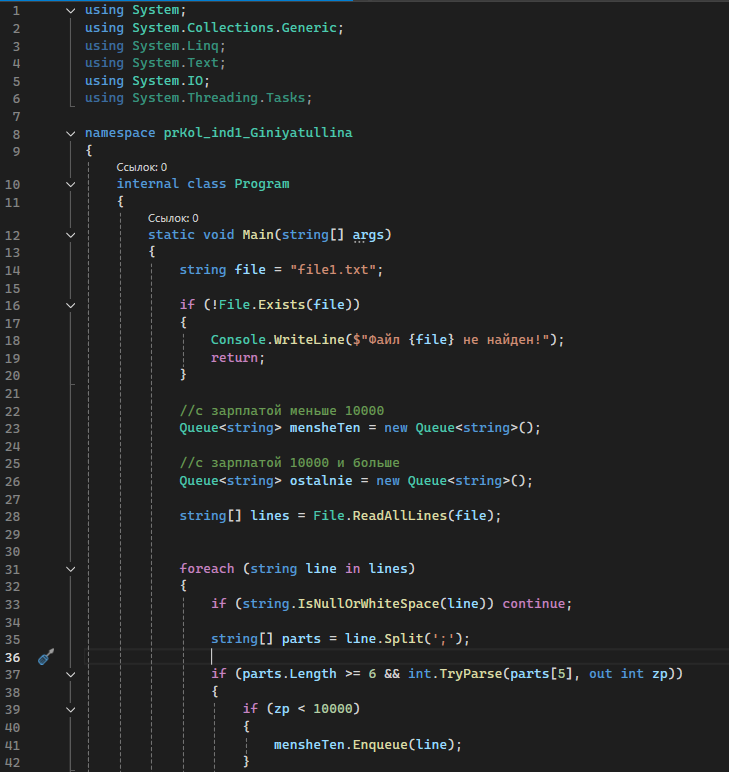 1 using System;
2 using System.Collections.Generic;
3 using System.Linq;
4 using System.Text;
5 using System.IO;
6 using System.Threading.Tasks;
7
8 namespace prKol_ind1_Giniyatullina
9 {
Ссылок: 0
10 internal class Program
11 {
Ссылок: 0
12 static void Main(string[] args)
13 {
14 string file = "file1.txt";
15
16 if (!File.Exists(file))
17 {
18 Console.WriteLine($"Файл {file} не найден!");
19 return;
20 }
21
22 //с зарплатой меньше 10000
23 Queue<string> mensheTen = new Queue<string>();
24
25 //с зарплатой 10000 и больше
26 Queue<string> ostalnie = new Queue<string>();
27
28 string[] lines = File.ReadAllLines(file);
29
30
31 foreach (string line in lines)
32 {
33 if (string.IsNullOrWhiteSpace(line)) continue;
34
35 string[] parts = line.Split(';');
36
37 if (parts.Length >= 6 && int.TryParse(parts[5], out int zp))
38 {
39 if (zp < 10000)
40 {
41 mensheTen.Enqueue(line);
42 }